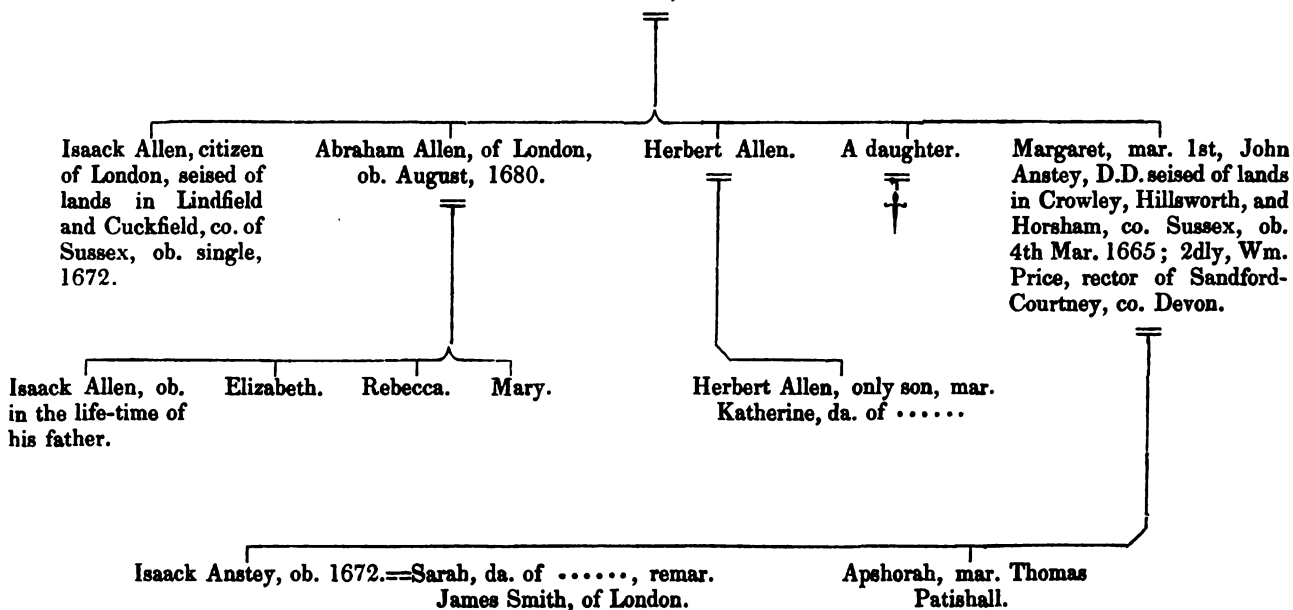 Isaack Allen, citizen
of London, seised of
lands in Lindfield
and Cuckfield, co. of
Sussex, ob. single,
1672.
Abraham Allen, of London,
ob. August, 1680.
Herbert Allen.
A daughter.
Margaret, mar. 1st, John
Anstey, D.D. seised of lands
in Crowley, Hillsworth, and
Horsham, co. Sussex, ob.
4th Mar. 1665; 2dly, Wm.
Price, rector of Sandford-
Courtney, co. Devon.
Isaack Allen, ob.
in the life-time of
his father.
Elizabeth.
Rebecca.
Mary.
Herbert Allen, only son, mar.
Katherine, da. of ······
Isaack Anstey, ob. 1672.==Sarah, da. of ······, remar.
James Smith, of London.
Apshorah, mar. Thomas
Patishall.